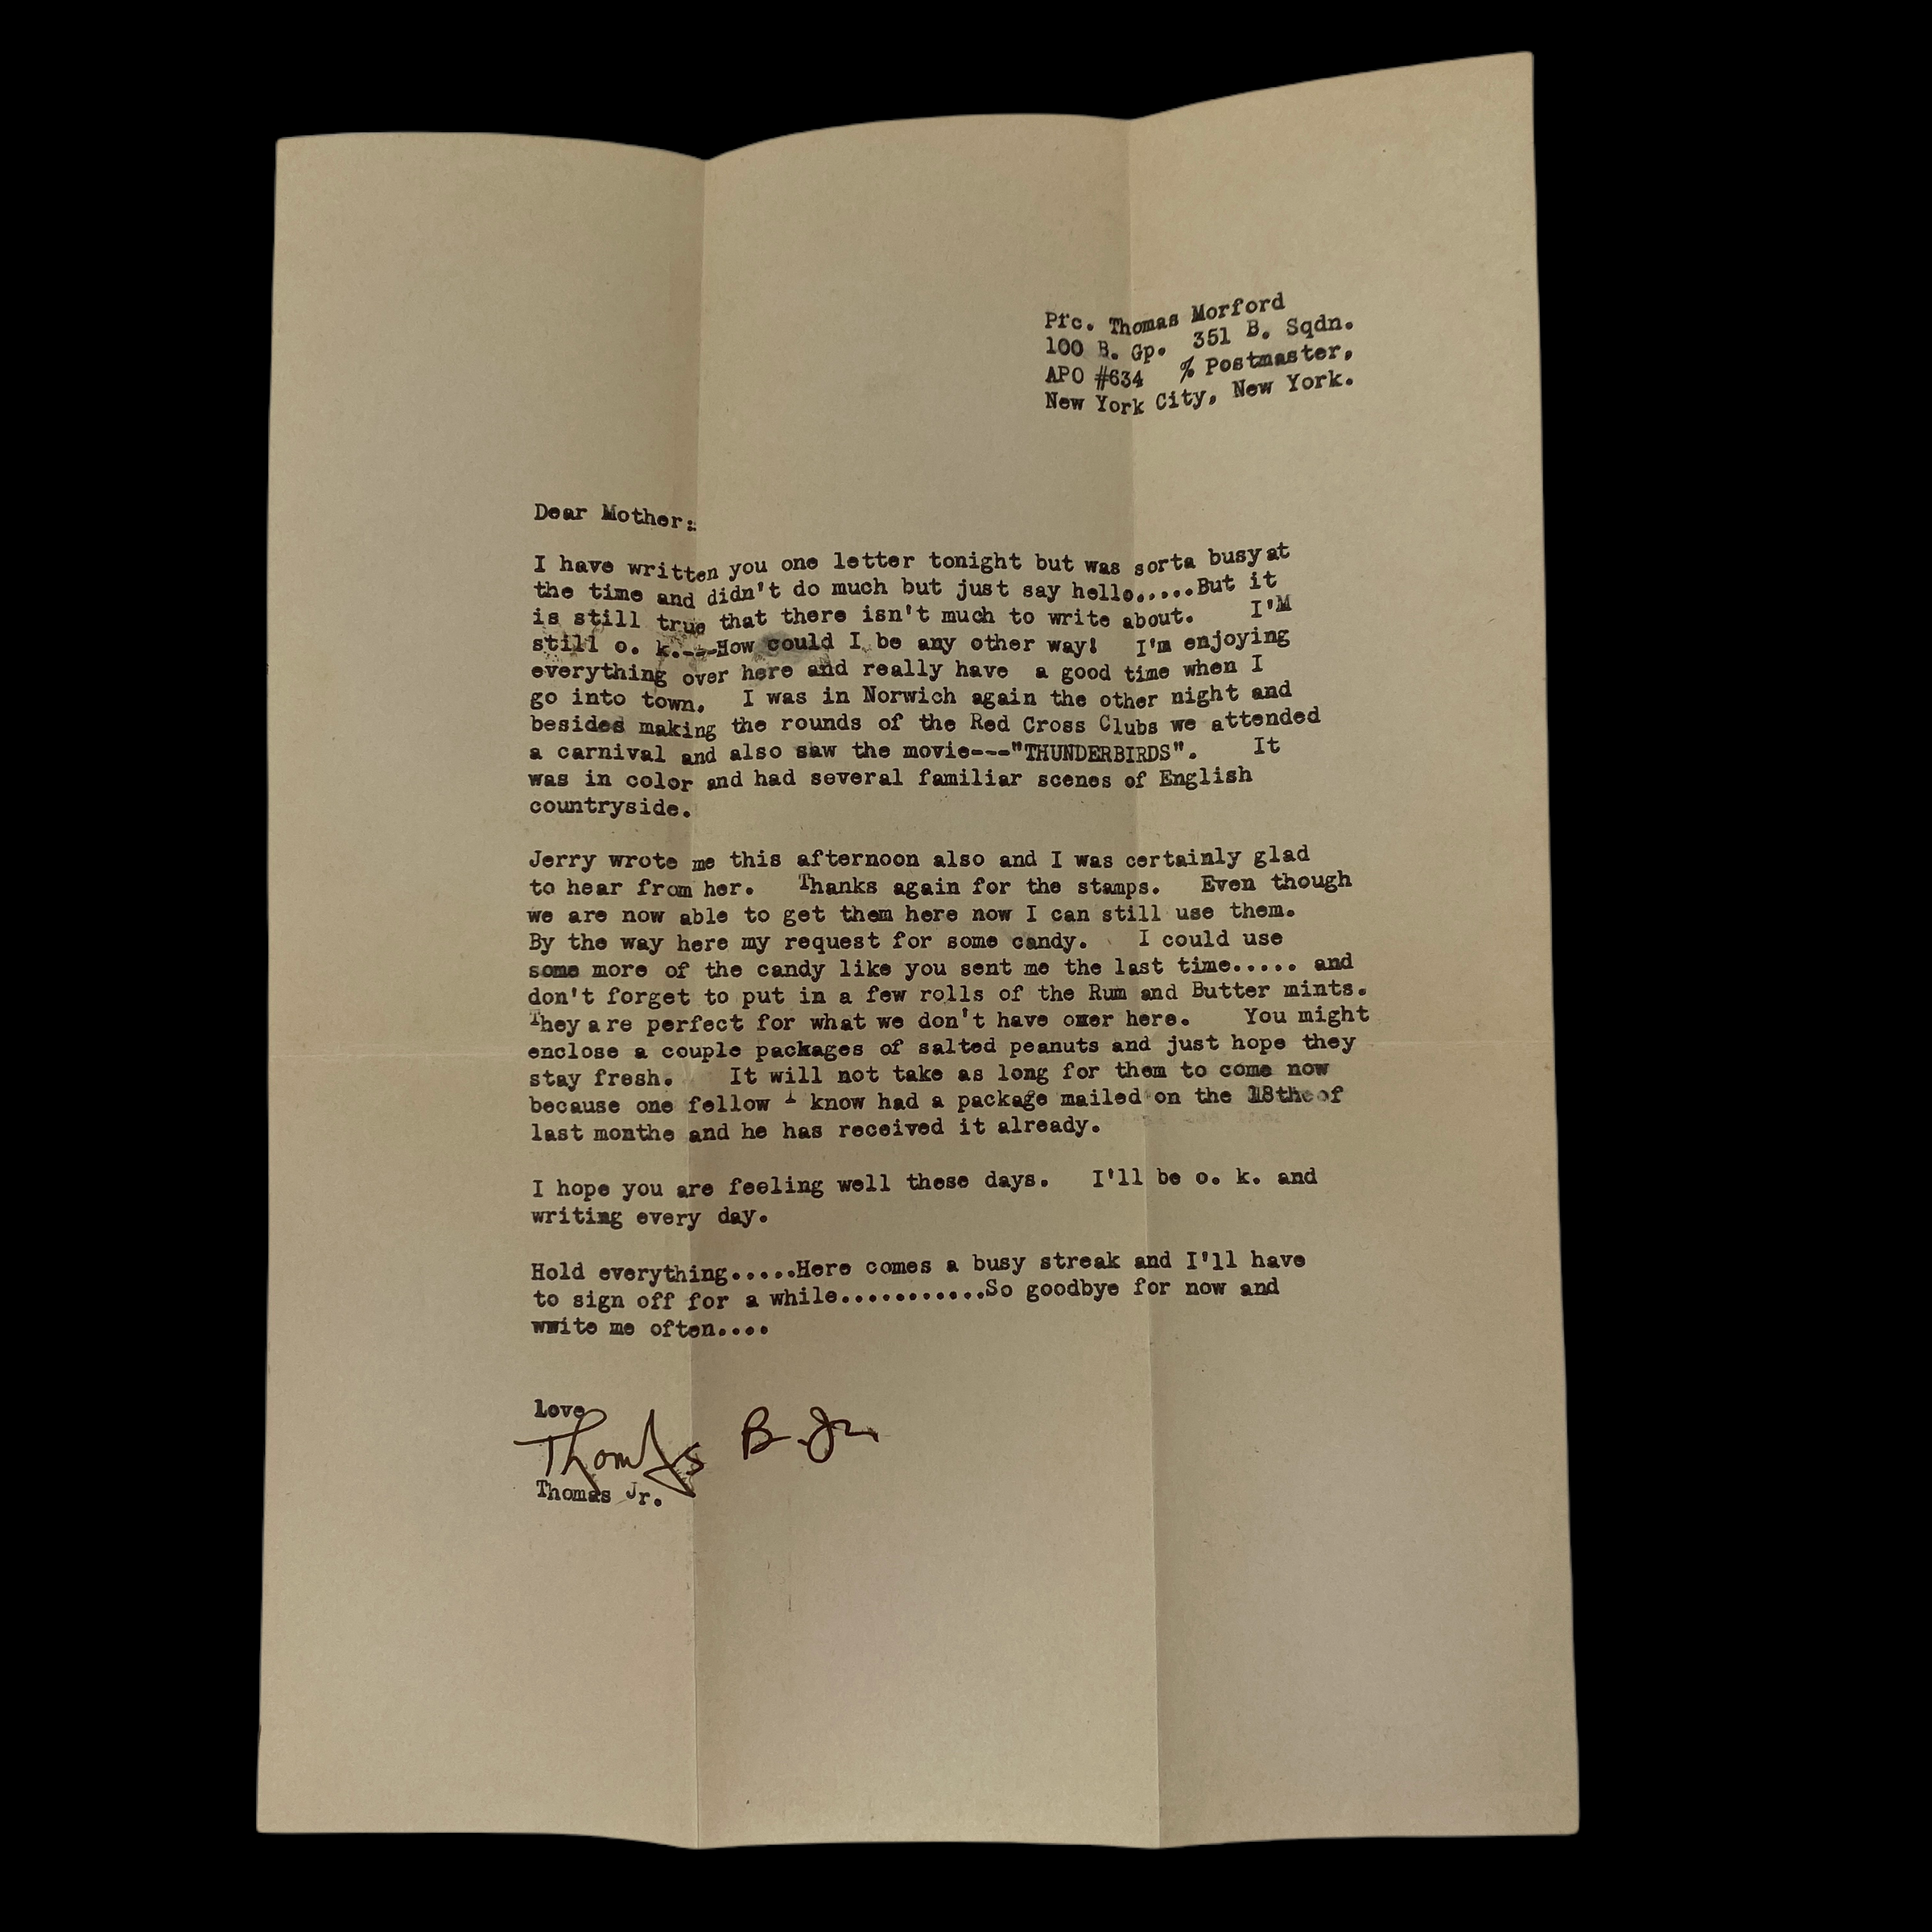 Pfc. Thomas Morford
100 B. Gp. 351 B. Sqdn.
APO #634 % Postmaster,
New York City, New York.
Dear Mother:
I have written you one letter tonight but was sorta busy at
the time and didn't do much but just say hello.....But it
is still true that there isn't much to write about. I'M
still o. k.---How could I be any other way! I'm enjoying
everything over here and really have a good time when I
go into town. I was in Norwich again the other night and
besides making the rounds of the Red Cross Clubs we attended
a carnival and also saw the movie---"THUNDERBIRDS". It
was in color and had several familiar scenes of English
countryside.
Jerry wrote me this afternoon also and I was certainly glad
to hear from her. Thanks again for the stamps. Even though
we are now able to get them here now I can still use them.
By the way here my request for some candy. I could use
some more of the candy like you sent me the last time..... and
don't forget to put in a few rolls of the Rum and Butter mints.
They are perfect for what we don't have over here. You might
enclose a couple packages of salted peanuts and just hope they
stay fresh. It will not take as long for them to come now
because one fellow I know had a package mailed on the 18th of
last monthe and he has received it already.
I hope you are feeling well these days. I'll be o. k. and
writing every day.
Hold everything.....Here comes a busy streak and I'll have
to sign off for a while...........So goodbye for now and
write me often....
Love
Thomas B. Jr.
Thomas Jr.